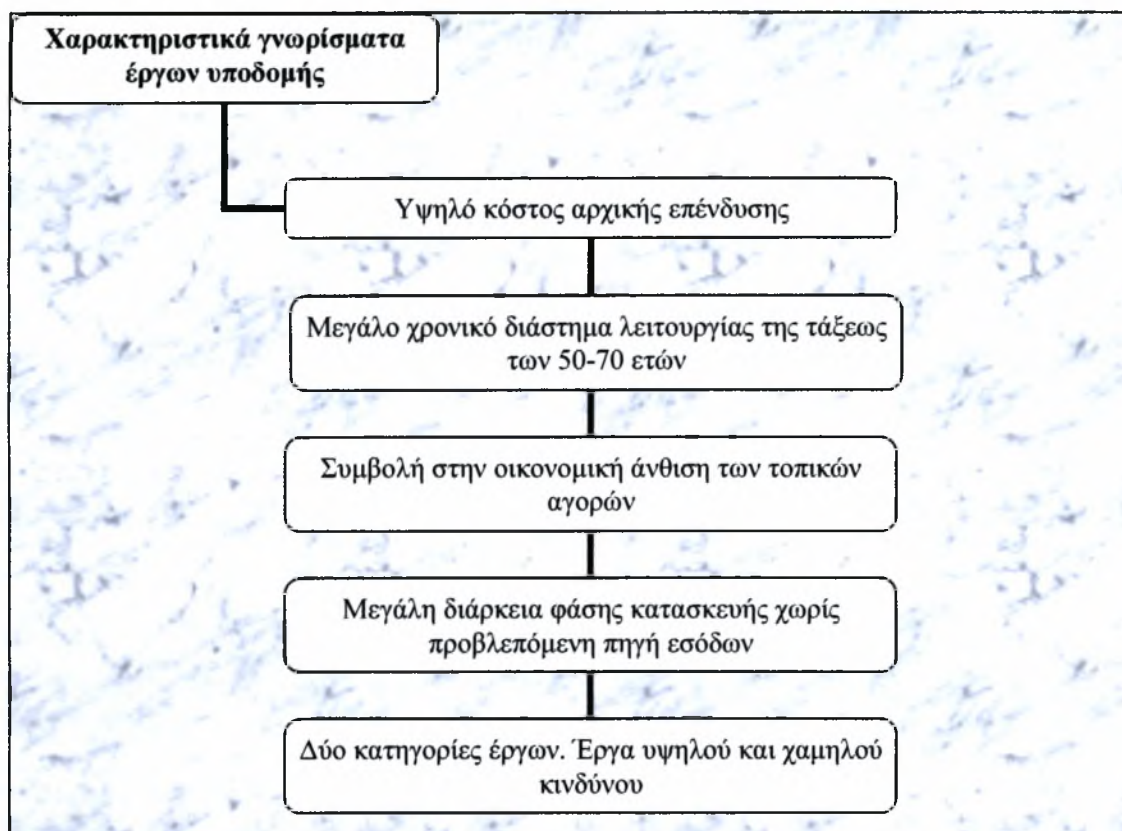 Χαρακτηριστικά γνωρίσματα
έργων υποδομής
Υψηλό κόστος αρχικής επένδυσης
Μεγάλο χρονικό διάστημα λειτουργίας της τάξεως
των 50-70 ετών
Συμβολή στην οικονομική άνθιση των τοπικών
αγορών
Μεγάλη διάρκεια φάσης κατασκευής χωρίς
προβλεπόμενη πηγή εσόδων
Δύο κατηγορίες έργων. Έργα υψηλού και χαμηλού
κινδύνου